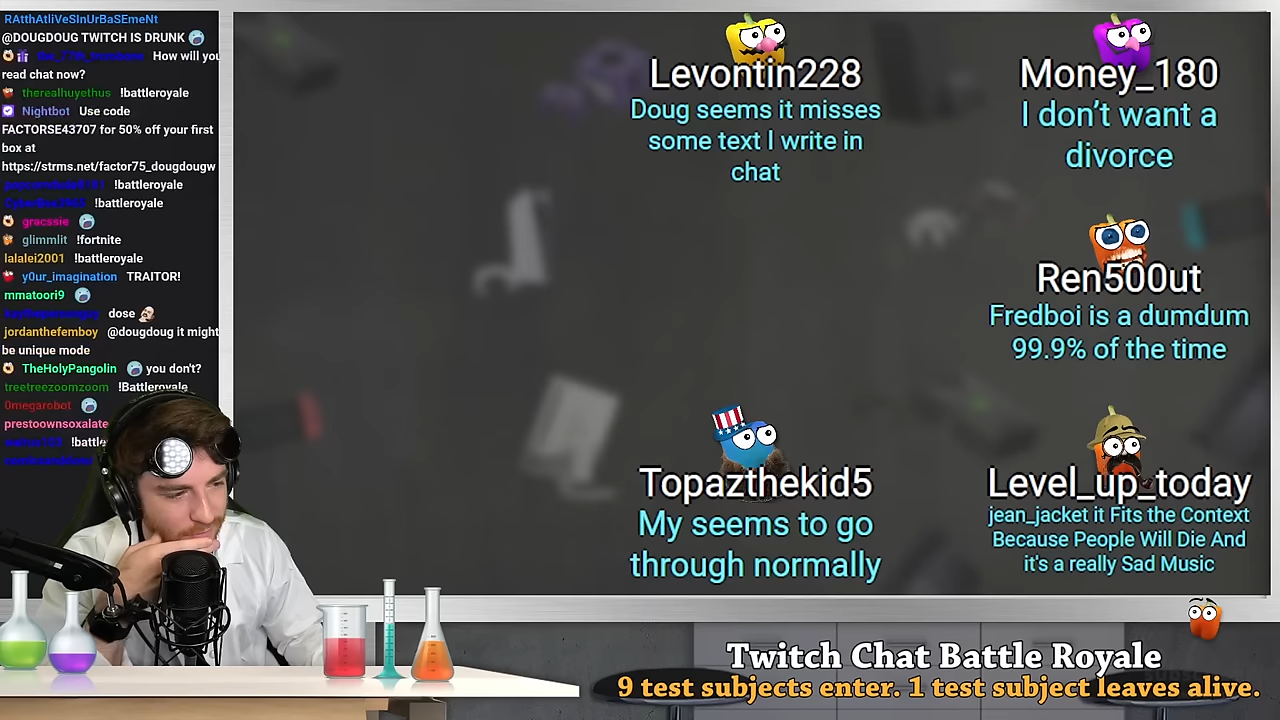 RAtthAtliVeSInUrBaSEmeNt
@DOUGDOUG TWITCH IS DRUNK
How will you
read chat now?
therealhuyethus !battleroyale
Nightbot Use code
FACTORSE43707 for 50% off your first
box at
https://strms.net/factor75_dougdougw
!battleroyale
!battleroyale
gracssie
glimmlit !fortnite
lalalei2001 !battleroyale
y0ur_imagination TRAITOR!
mmatoori9
dose
jordanthefemboy @dougdoug it might
be unique mode
TheHolyPangolin you don't?
treetreezoomzoom !Battleroyale
0megarobot
prestoownsoxalate
!battle
Levontin228
Doug seems it misses
some text I write in
chat
Money_180
I don't want a
divorce
Ren500ut
Fredboi is a dumdum
99.9% of the time
Topazthekid5
My seems to go
through normally
Level_up_today
jean_jacket it Fits the Context
Because People Will Die And
it's a really Sad Music
Twitch Chat Battle Royale
9 test subjects enter. 1 test subject leaves alive.